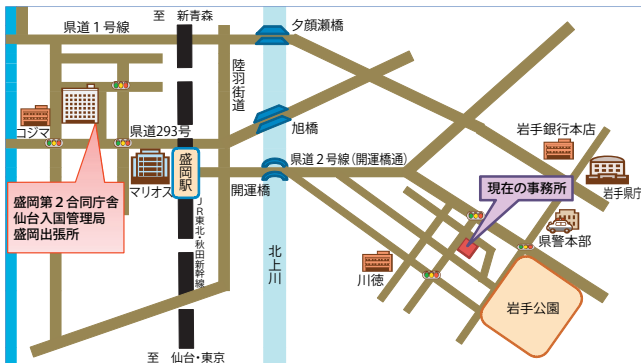 至 新青森
県道１号線
夕顔瀬橋
陸羽街道
コジマ
県道293号
旭橋
岩手銀行本店
盛岡駅
県道２号線（開運橋通）
マリオス
開運橋
現在の事務所
岩手県庁
盛岡第２合同庁舎
仙台入国管理局
盛岡出張所
ＪＲ東北・秋田新幹線
北上川
県警本部
川徳
岩手公園
至 仙台・東京